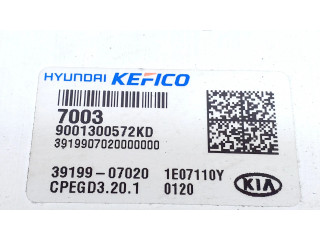 HYUNDAI KEFICO
7003
9001300572KD
3919907020000000
39199-07020 1E07110Y
CPEGD3.20.1 0120
KIA